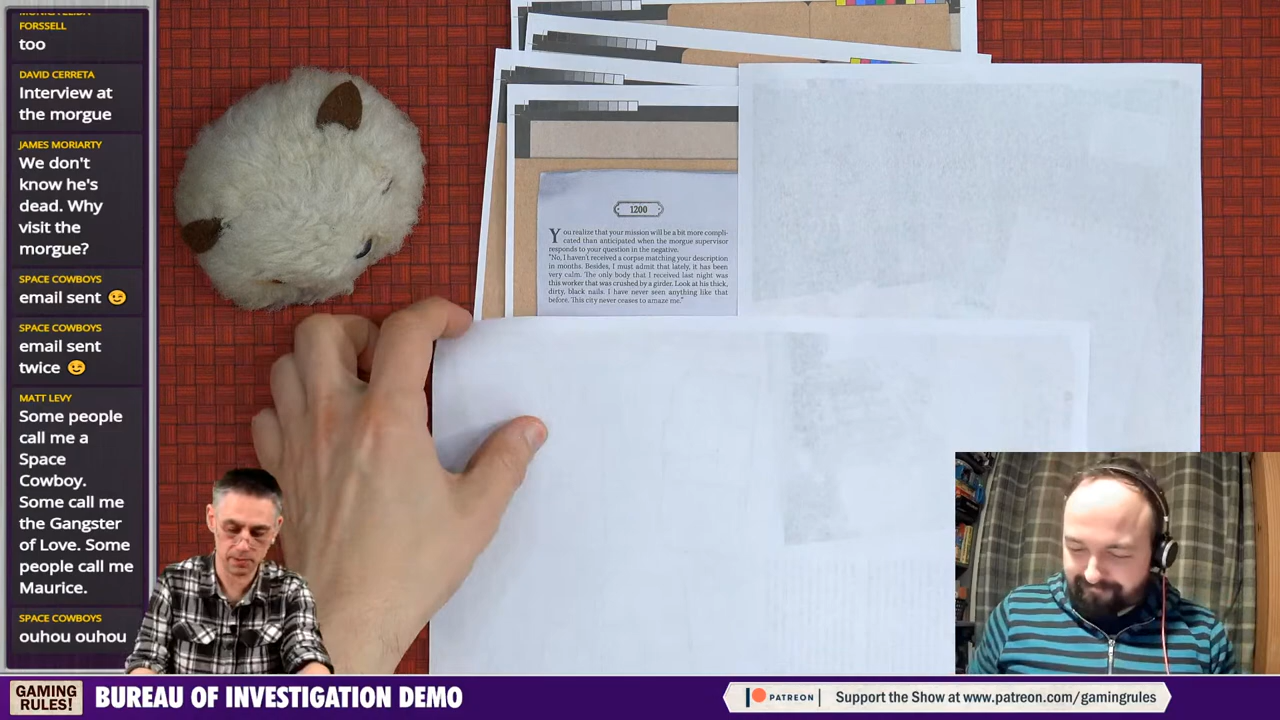 FORSSELL
too
DAVID CERRETA
Interview at
the morgue
JAMES MORIARTY
We don't
know he's
dead. Why
visit the
morgue?
SPACE COWBOYS
email sent 😉
SPACE COWBOYS
email sent
twice 😉
MATT LEVY
Some people
call me a
Space
Cowboy.
Some call me
the Gangster
of Love. Some
people call me
Maurice.
SPACE COWBOYS
ouhou ouhou
1200
You realize that your mission will be a bit more compli-
cated than anticipated when the morgue supervisor
responds to your question in the negative.
"No, I haven't received a corpse matching your description
in months. Besides, I must admit that lately, it has been
very calm. The only body that I received last night was
this worker that was crushed by a girder. Look at his thick,
dirty, black nails. I have never seen anything like that
before. This city never ceases to amaze me."
GAMING
RULES!
BUREAU OF INVESTIGATION DEMO
PATREON
Support the Show at www.patreon.com/gamingrules